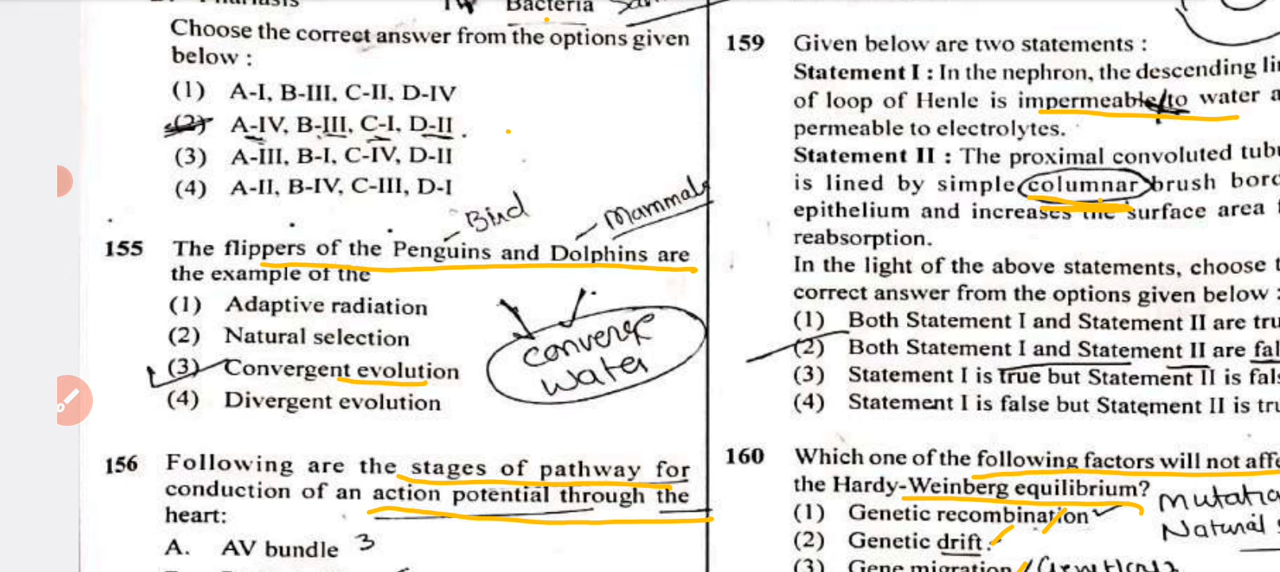 Bacteria
Choose the correct answer from the options given
below :
(1) A-I, B-III, C-II, D-IV
(2) A-IV, B-III, C-I, D-II .
(3) A-III, B-I, C-IV, D-II
(4) A-II, B-IV, C-III, D-I
Bird
Mammals
155 The flippers of the Penguins and Dolphins are
the example of the
(1) Adaptive radiation
(2) Natural selection
(3) Convergent evolution
(4) Divergent evolution
converge
water
156 Following are the stages of pathway for
conduction of an action potential through the
heart:
A. AV bundle 3
159 Given below are two statements :
Statement I : In the nephron, the descending
of loop of Henle is impermeable to water
permeable to electrolytes.
Statement II : The proximal convoluted
is lined by simple columnar brush
epithelium and increases the surface area
reabsorption.
In the light of the above statements, choose
correct answer from the options given below :
(1) Both Statement I and Statement II are
(2) Both Statement I and Statement II are
(3) Statement I is true but Statement II is
(4) Statement I is false but Statement II is
160 Which one of the following factors will not
the Hardy-Weinberg equilibrium?
(1) Genetic recombination
(2) Genetic drift
(3) Gene migration
Natural